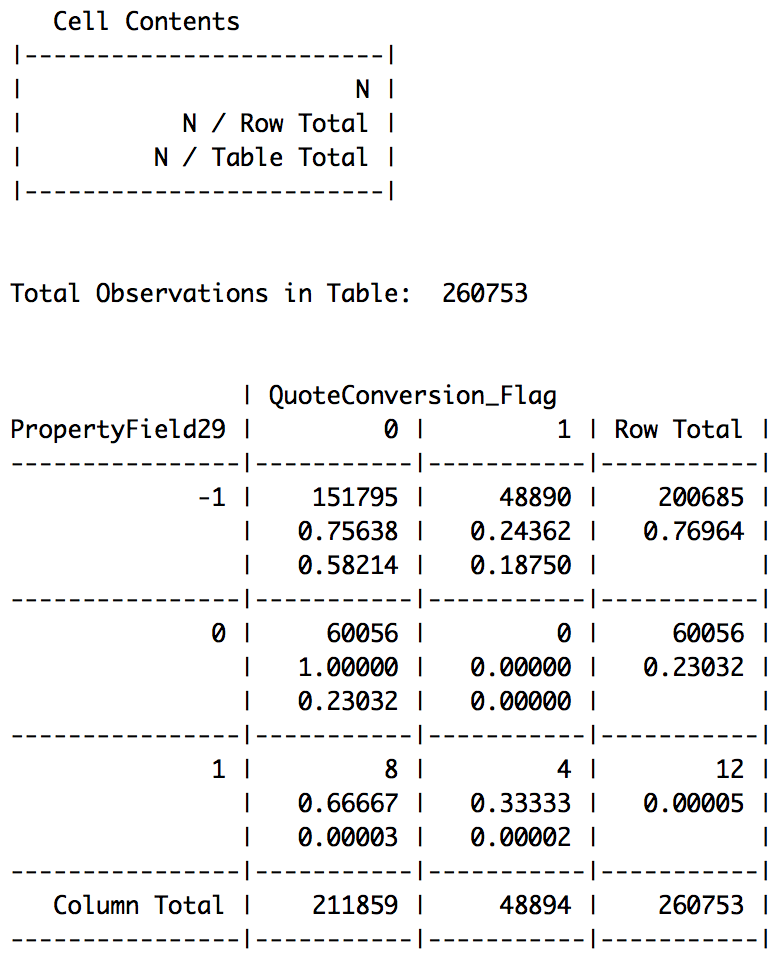 Cell Contents
|-------------------------|
|                       N |
|           N / Row Total |
|         N / Table Total |
|-------------------------|
Total Observations in Table:  260753
                | QuoteConversion_Flag
PropertyField29 |         0 |         1 | Row Total |
----------------|-----------|-----------|-----------|
             -1 |    151795 |     48890 |    200685 |
                |   0.75638 |   0.24362 |   0.76964 |
                |   0.58214 |   0.18750 |           |
----------------|-----------|-----------|-----------|
              0 |     60056 |         0 |     60056 |
                |   1.00000 |   0.00000 |   0.23032 |
                |   0.23032 |   0.00000 |           |
----------------|-----------|-----------|-----------|
              1 |         8 |         4 |        12 |
                |   0.66667 |   0.33333 |   0.00005 |
                |   0.00003 |   0.00002 |           |
----------------|-----------|-----------|-----------|
   Column Total |    211859 |     48894 |    260753 |
----------------|-----------|-----------|-----------|